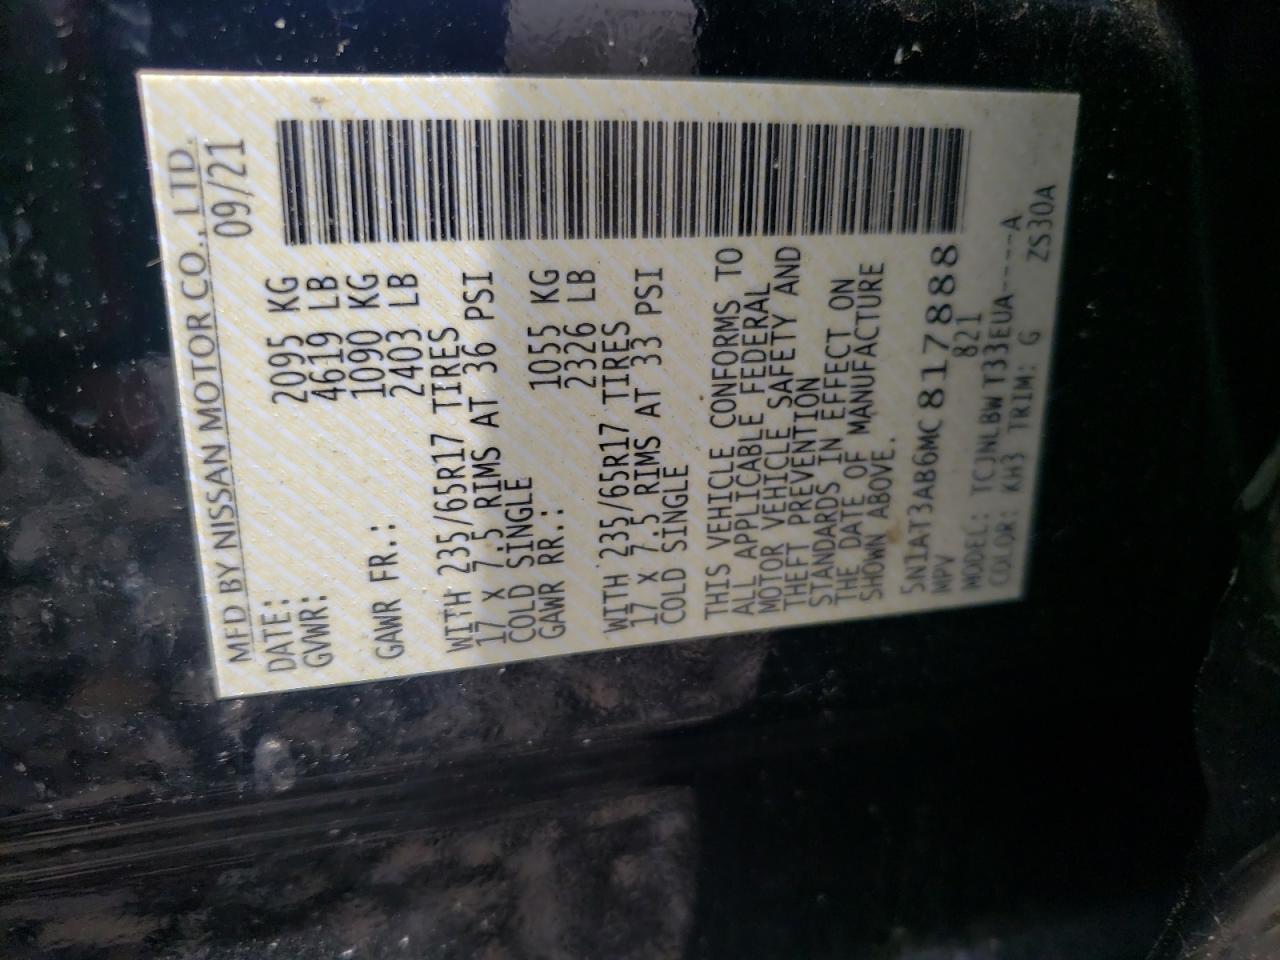 MFD BY NISSAN MOTOR CO., LTD.
DATE: 09/21
GVWR: 2095 KG
4619 LB
GAWR FR.: 1090 KG
2403 LB
WITH 235/65R17 TIRES
17 X 7.5 RIMS AT 36 PSI
COLD SINGLE
GAWR RR.: 1055 KG
2326 LB
WITH 235/65R17 TIRES
17 X 7.5 RIMS AT 33 PSI
COLD SINGLE
THIS VEHICLE CONFORMS TO
ALL APPLICABLE FEDERAL
MOTOR VEHICLE SAFETY AND
THEFT PREVENTION
STANDARDS IN EFFECT ON
THE DATE OF MANUFACTURE
SHOWN ABOVE.
5N1AT3AB6MC817888
MPV 821
MODEL: TCJNLBW T33EUA----A
COLOR: KH3 TRIM: G ZS30A